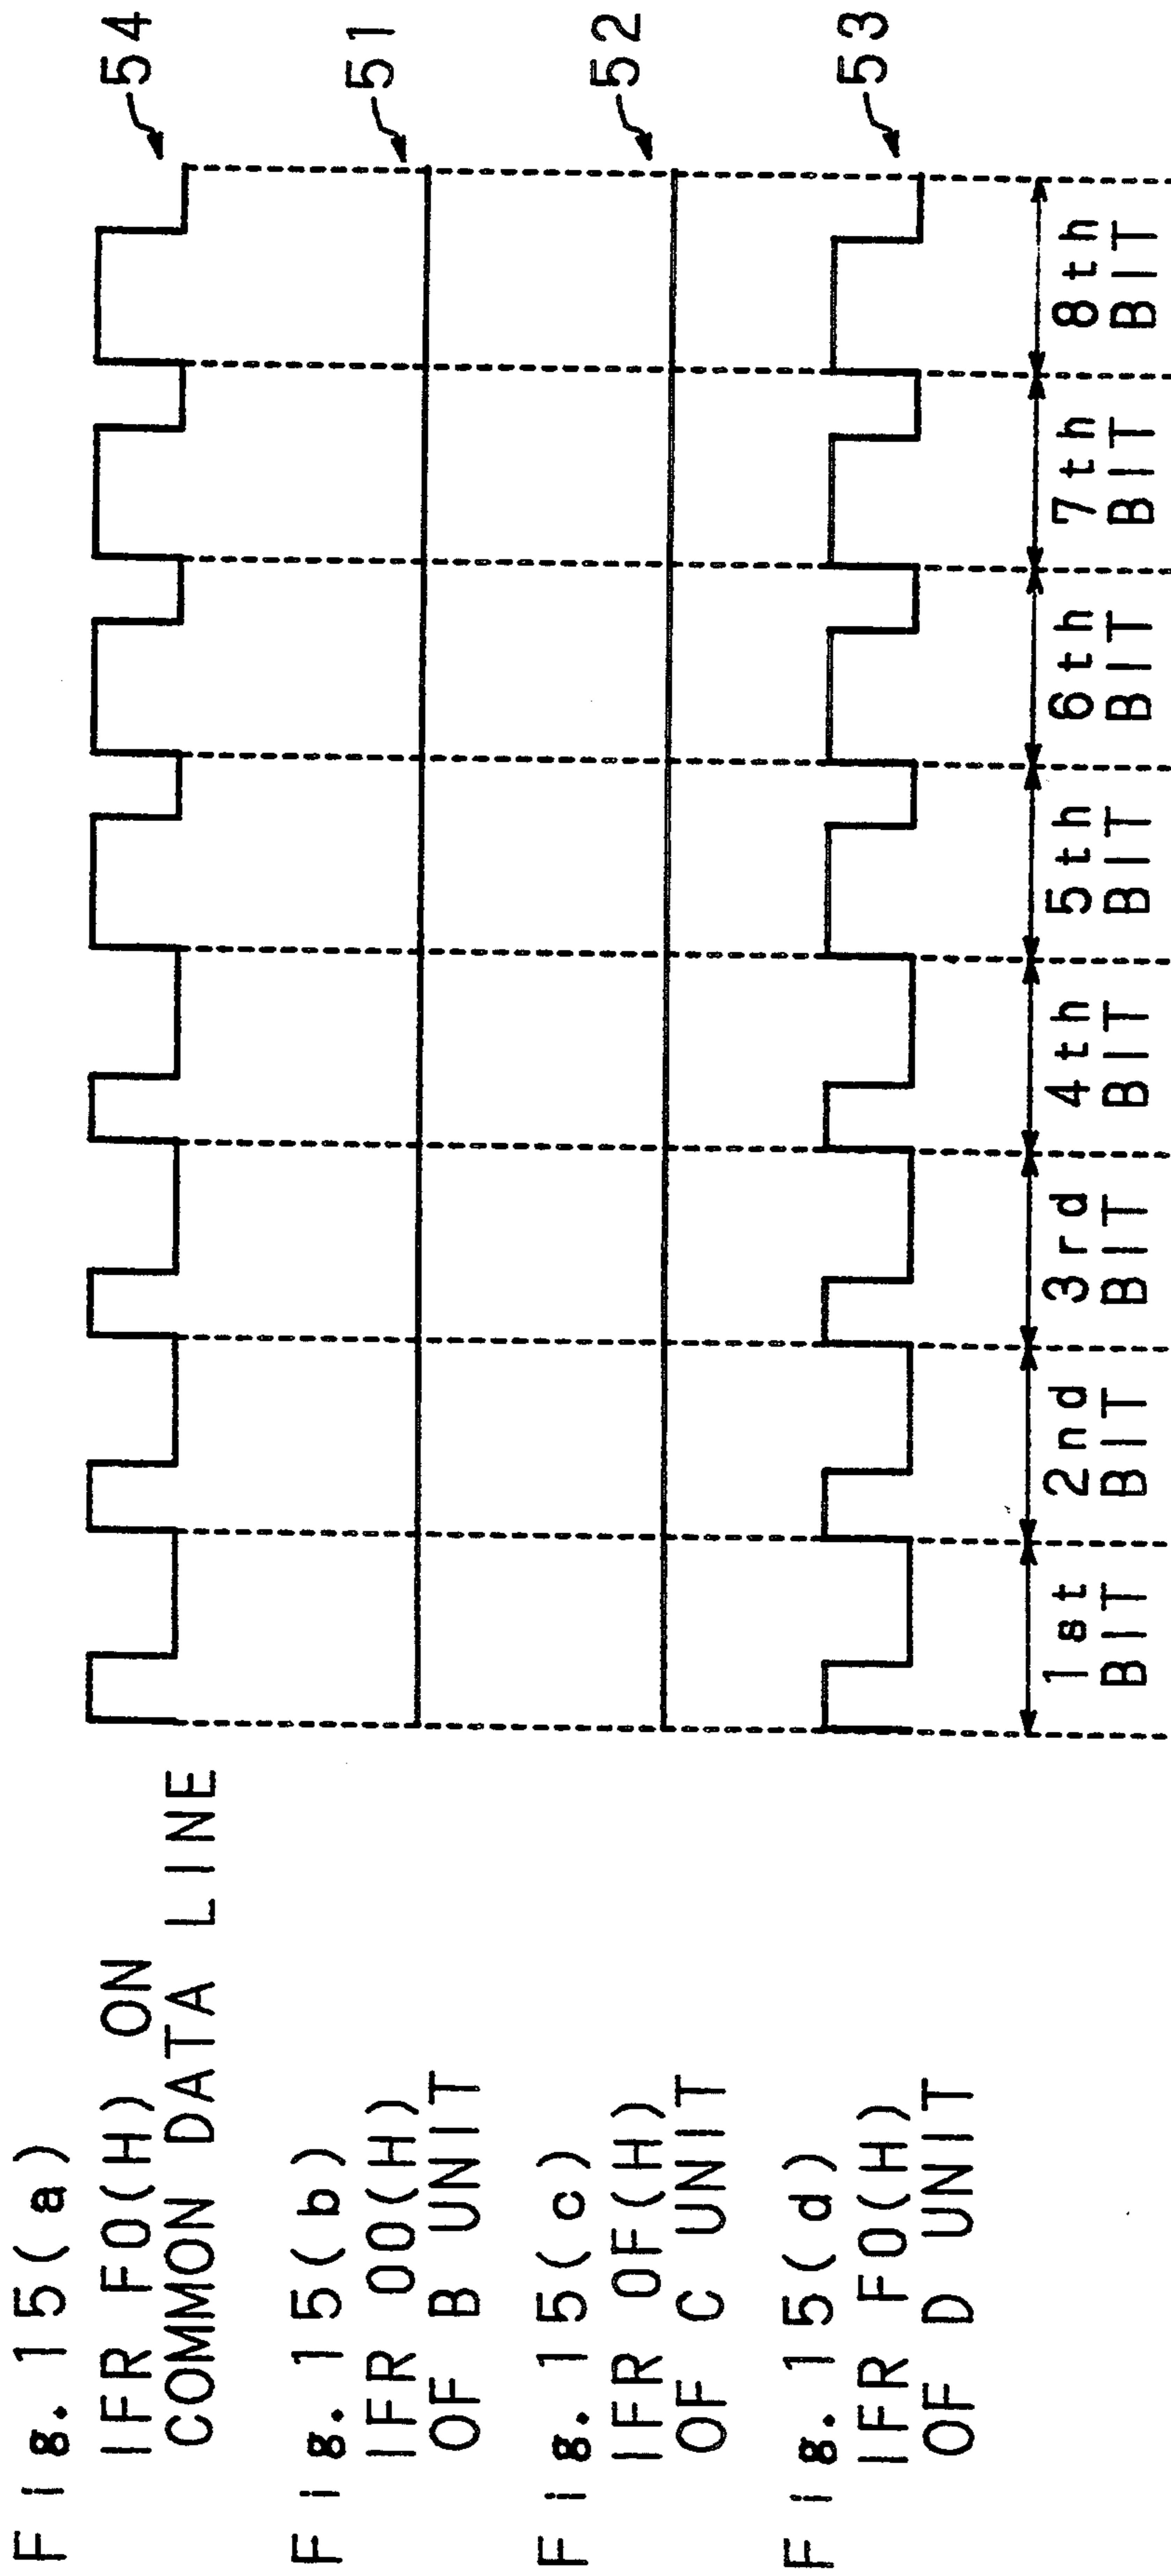 Fig. 15(a)
IFR F0(H) ON
COMMON DATA LINE
54
Fig. 15(b)
IFR 00(H)
OF B UNIT
51
Fig. 15(c)
IFR 0F(H)
OF C UNIT
52
Fig. 15(d)
IFR F0(H)
OF D UNIT
53
1st 2nd 3rd 4th 5th 6th 7th 8th
BIT BIT BIT BIT BIT BIT BIT BIT